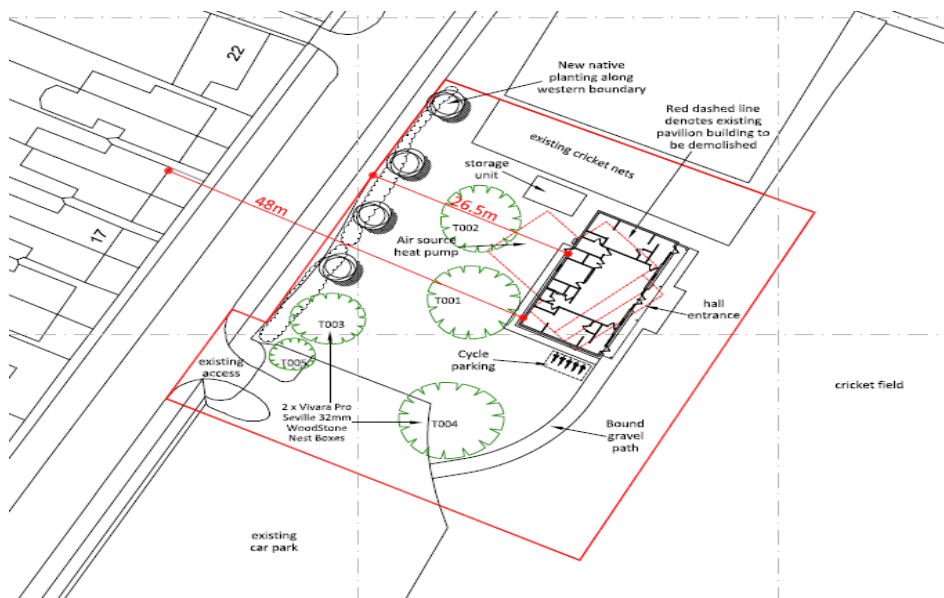 22
New native
planting along
western boundary
Red dashed line
denotes existing
pavilion building to
be demolished
existing cricket nets
storage
unit
48m
26.5m
T002
17
Air source
heat pump
T001
hall
entrance
T003
T005
existing
access
Cycle
parking
cricket field
2 x Vivara Pro
Seville 32mm
WoodStone
Nest Boxes
T004
Bound
gravel
path
existing
car park